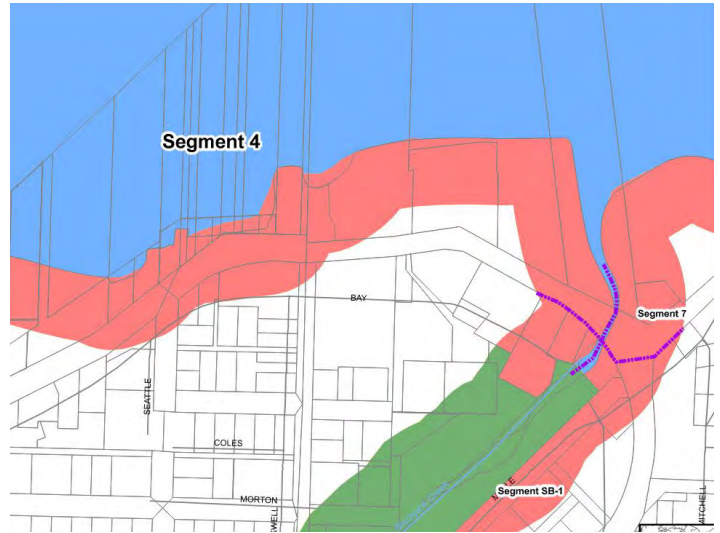 Segment 4
BAY
Segment 7
SEATTLE
COLES
MORTON
Segment SB-1